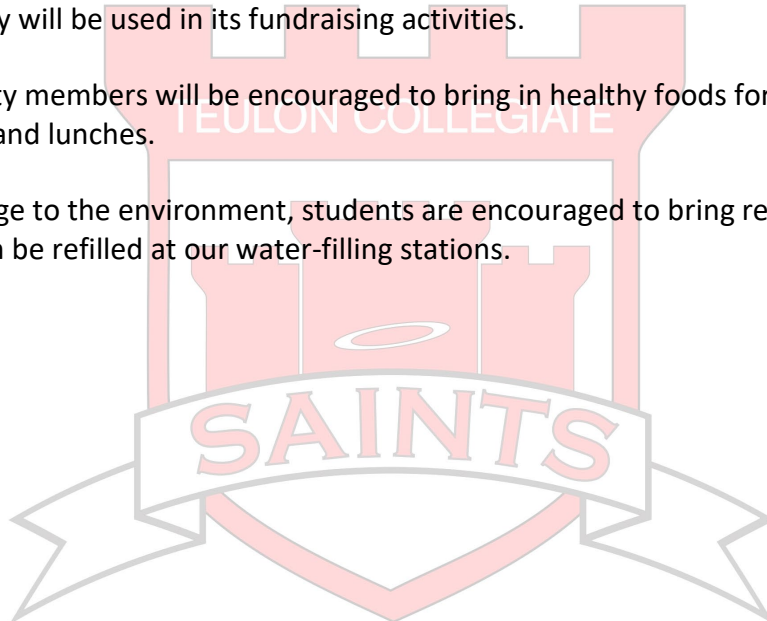 y will be used in its fundraising activities.
ty members will be encouraged to bring in healthy foods for
TEULON COLLEGIATE
and lunches.
ge to the environment, students are encouraged to bring re
n be refilled at our water-filling stations.
SAINTS